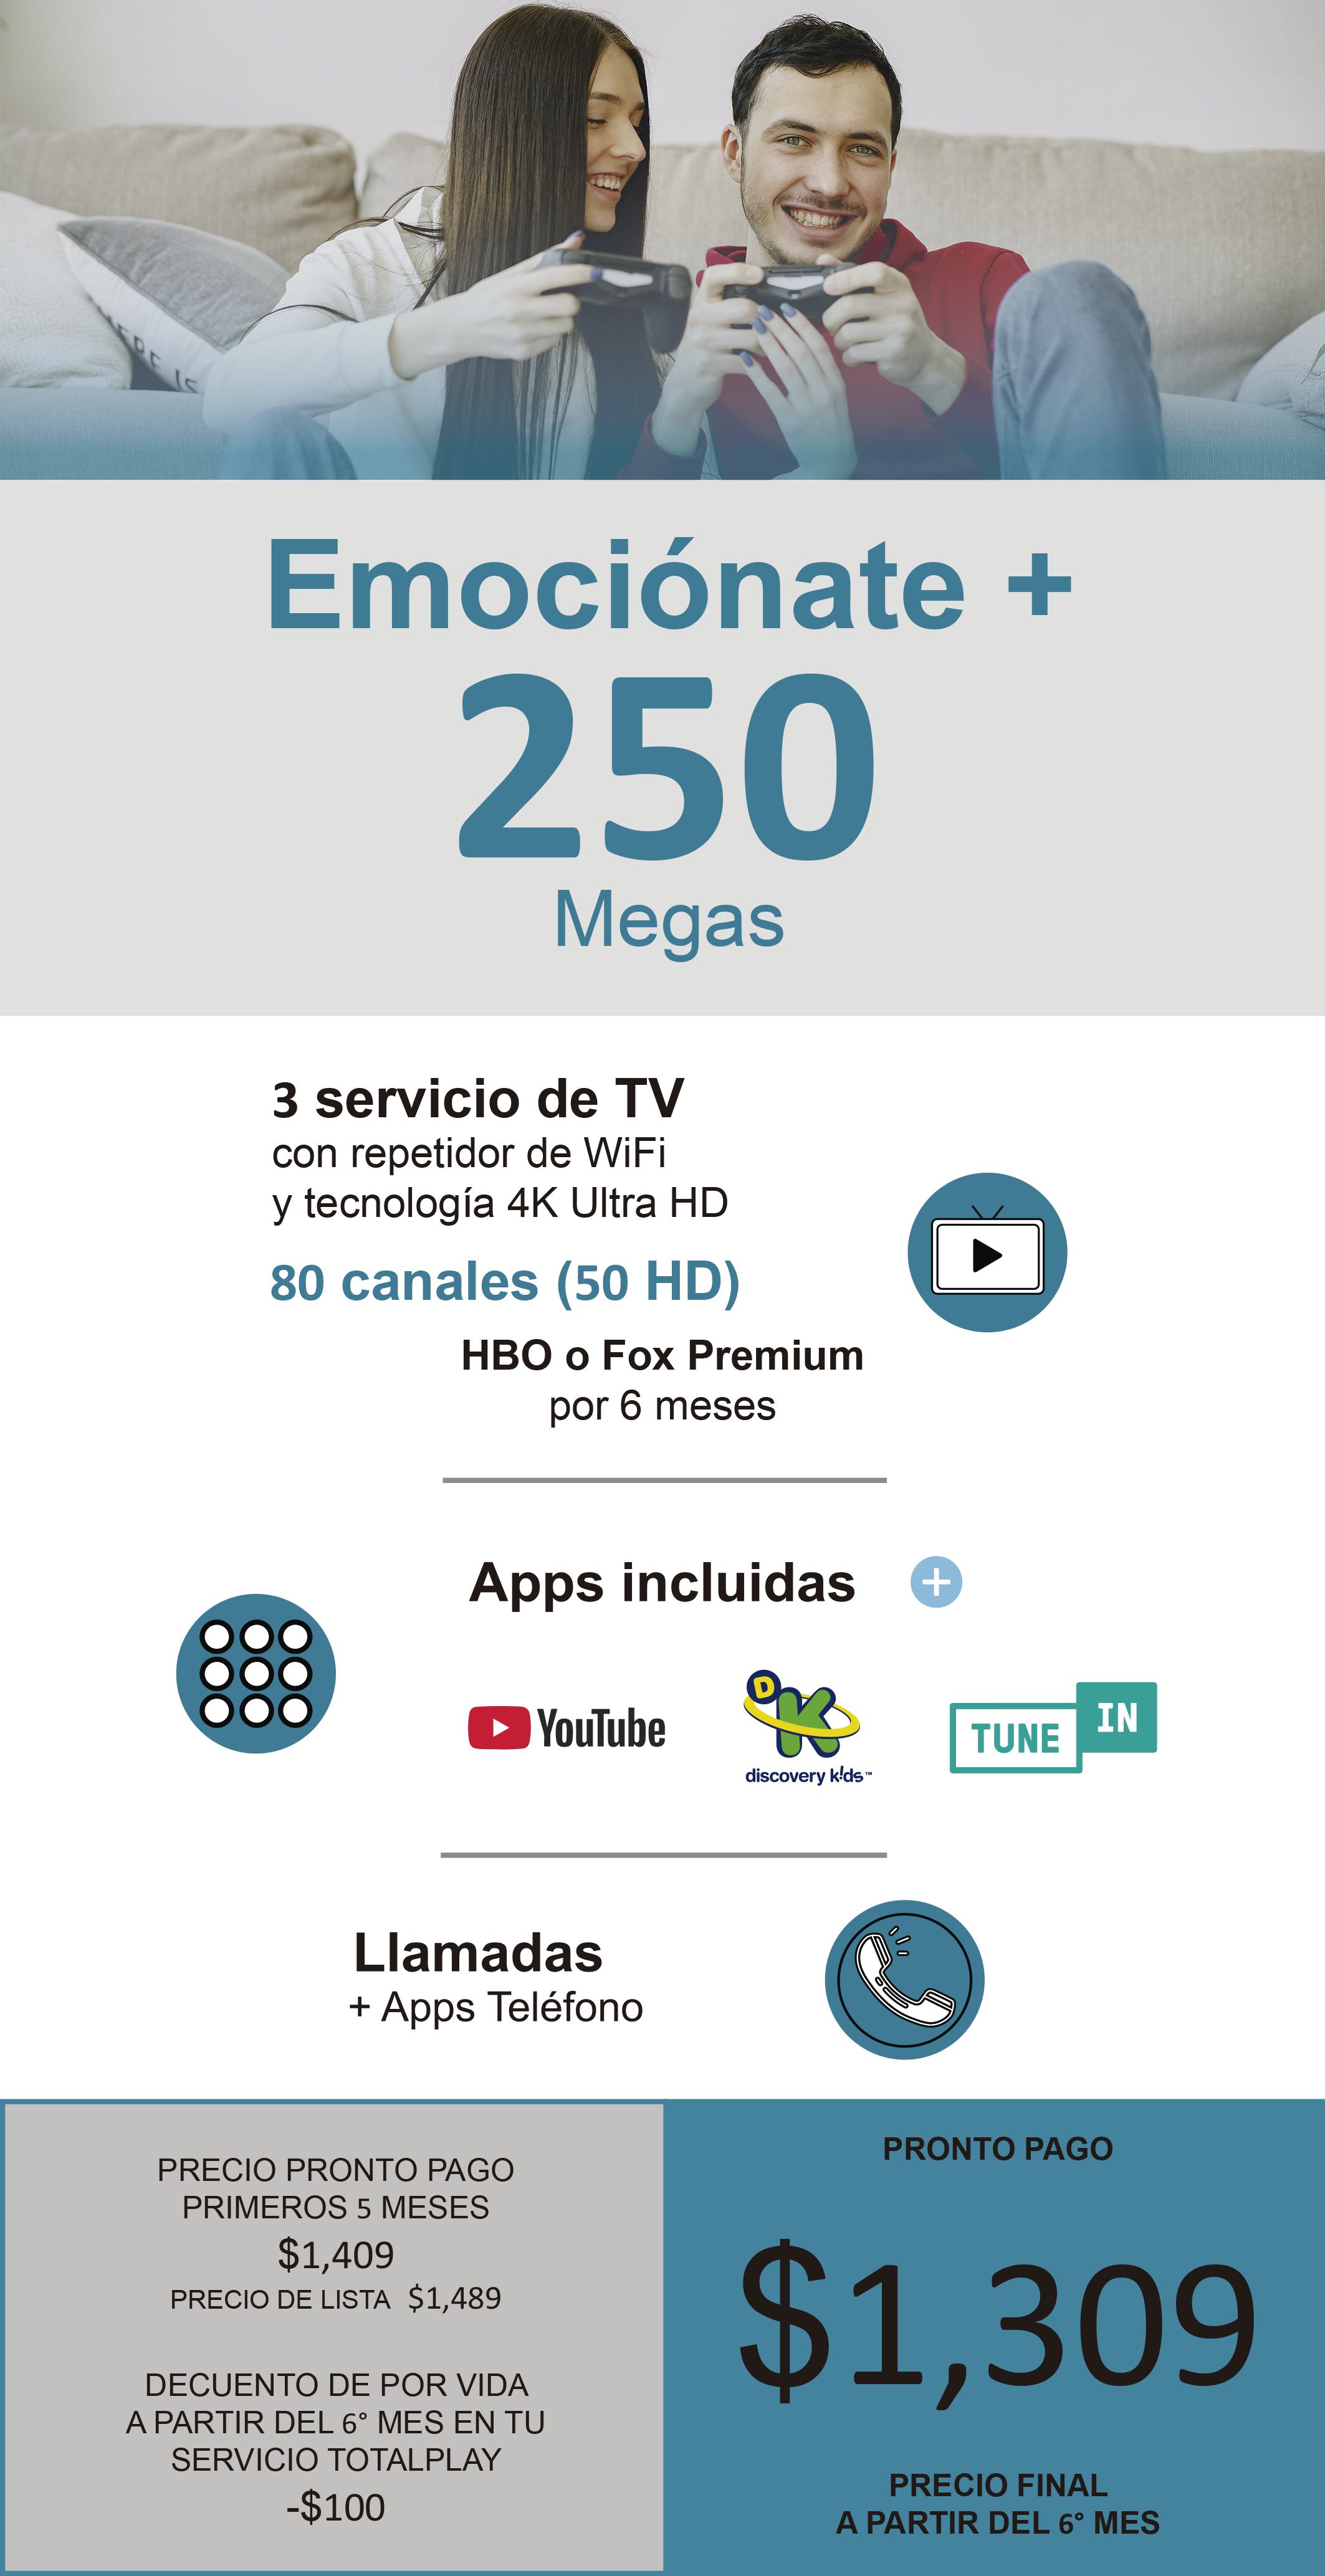 Emociónate +
250
Megas
3 servicio de TV
con repetidor de WiFi
y tecnología 4K Ultra HD
80 canales (50 HD)
HBO o Fox Premium
por 6 meses
Apps incluidas +
YouTube
D K
discovery k!ds™
TUNE IN
Llamadas
+ Apps Teléfono
PRECIO PRONTO PAGO
PRIMEROS 5 MESES
$1,409
PRECIO DE LISTA $1,489
DECUENTO DE POR VIDA
A PARTIR DEL 6° MES EN TU
SERVICIO TOTALPLAY
-$100
PRONTO PAGO
$1,309
PRECIO FINAL
A PARTIR DEL 6° MES